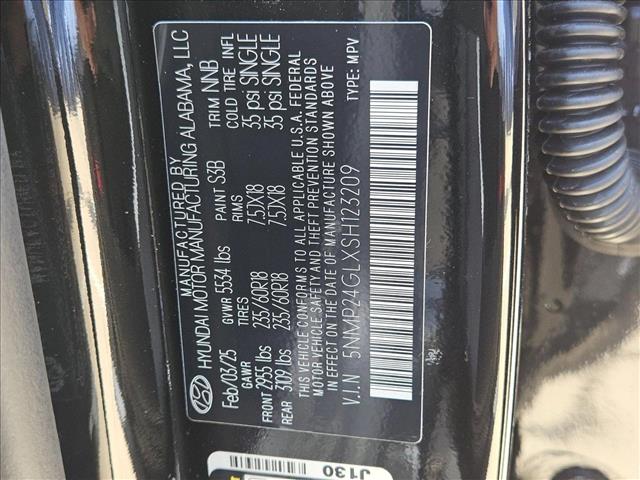 MANUFACTURED BY
HYUNDAI MOTOR MANUFACTURING ALABAMA, LLC
Feb/03/25 GVWR 5534 lbs PAINT S3B TRIM NNB
GAWR TIRES RIMS COLD TIRE INFL
FRONT 2955 lbs 235/60R18 7.5JX18 35 psi SINGLE
REAR 3109 lbs 235/60R18 7.5JX18 35 psi SINGLE
THIS VEHICLE CONFORMS TO ALL APPLICABLE U.S.A. FEDERAL
MOTOR VEHICLE SAFETY AND THEFT PREVENTION STANDARDS
IN EFFECT ON THE DATE OF MANUFACTURE SHOWN ABOVE
V.I.N 5NMP24GLXSH123209 TYPE: MPV
J130